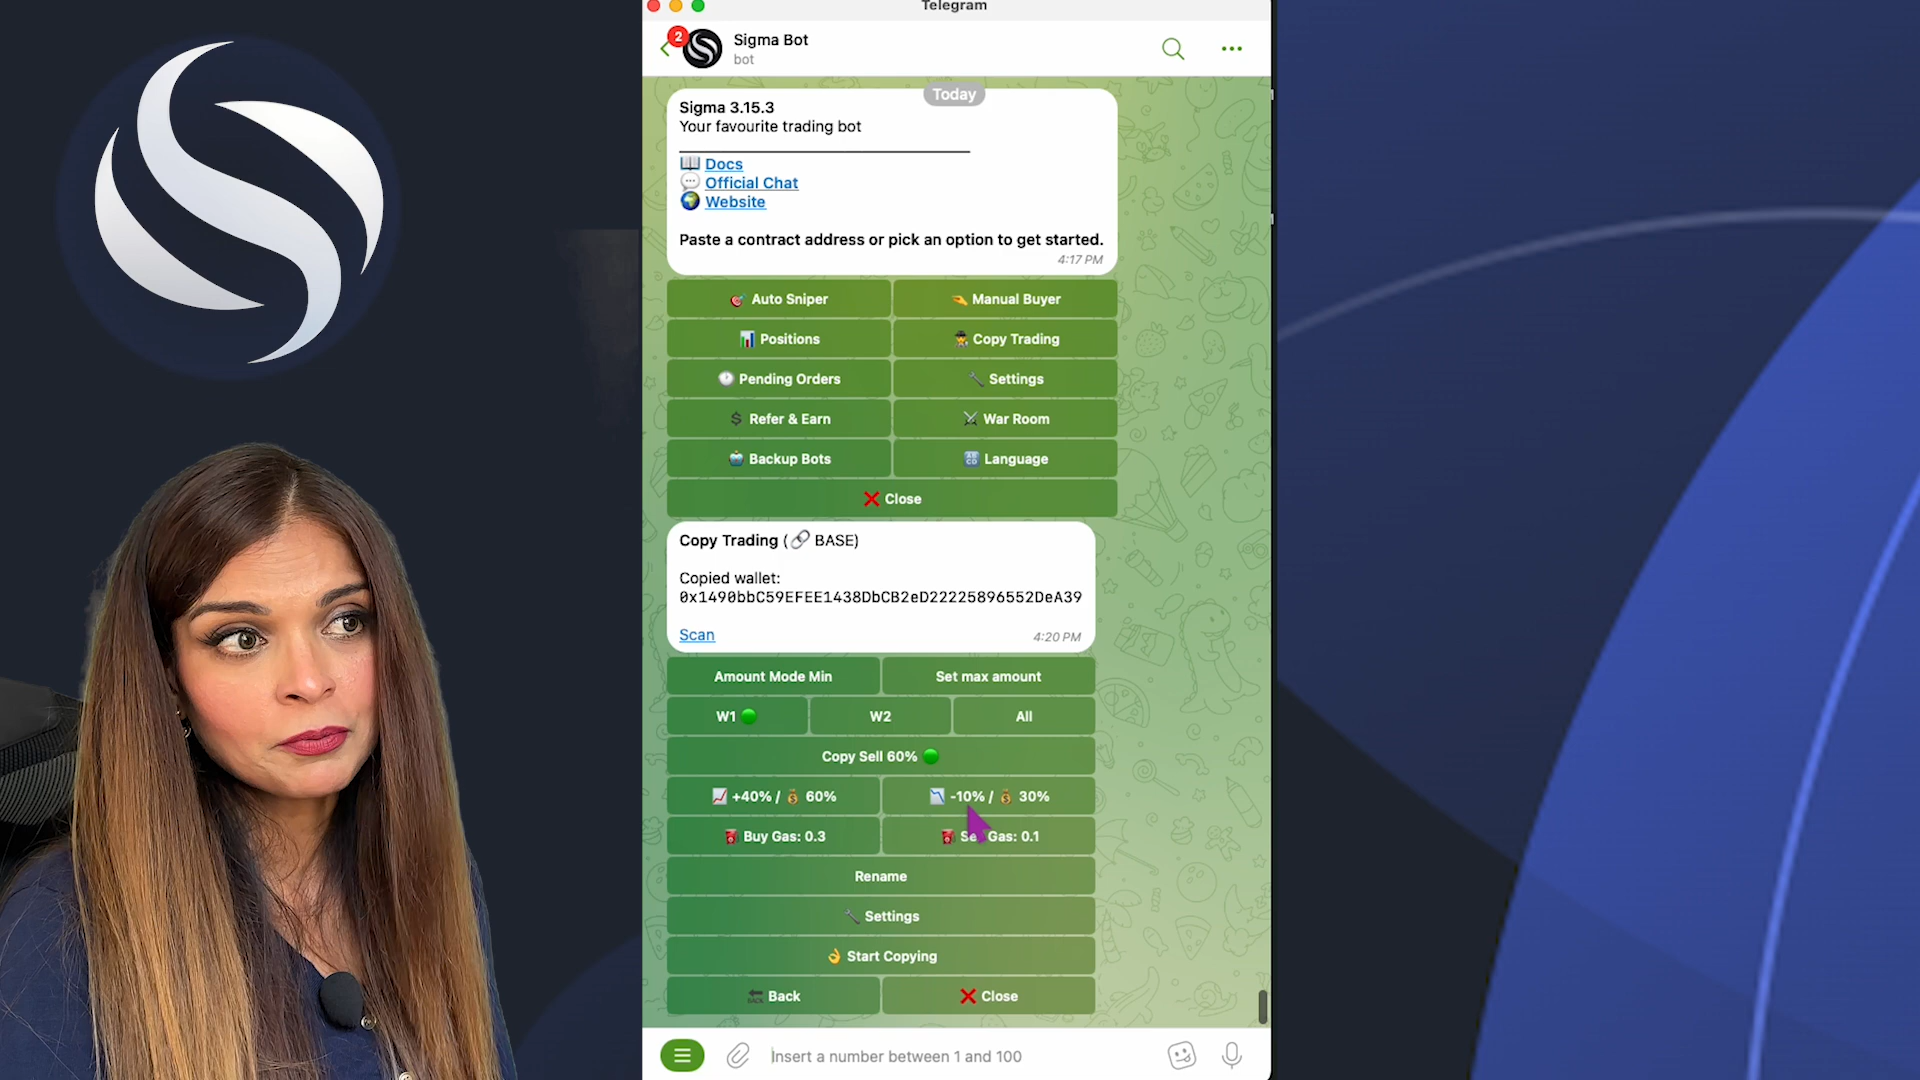 Telegram
2
Sigma Bot
bot
Today
Sigma 3.15.3
Your favourite trading bot
Docs
Official Chat
Website
Paste a contract address or pick an option to get started.
4:17 PM
Auto Sniper
Manual Buyer
Positions
Copy Trading
Pending Orders
Settings
Refer & Earn
War Room
Backup Bots
Language
Close
Copy Trading (🔗 BASE)
Copied wallet:
0x1490bbC59EFEE1438DbCB2eD22225896552DeA39
Scan
4:20 PM
Amount Mode Min
Set max amount
W1
W2
All
Copy Sell 60%
+40% / 💰 60%
-10% / 💰 30%
Buy Gas: 0.3
Gas: 0.1
Rename
Settings
Start Copying
Back
Close
Insert a number between 1 and 100